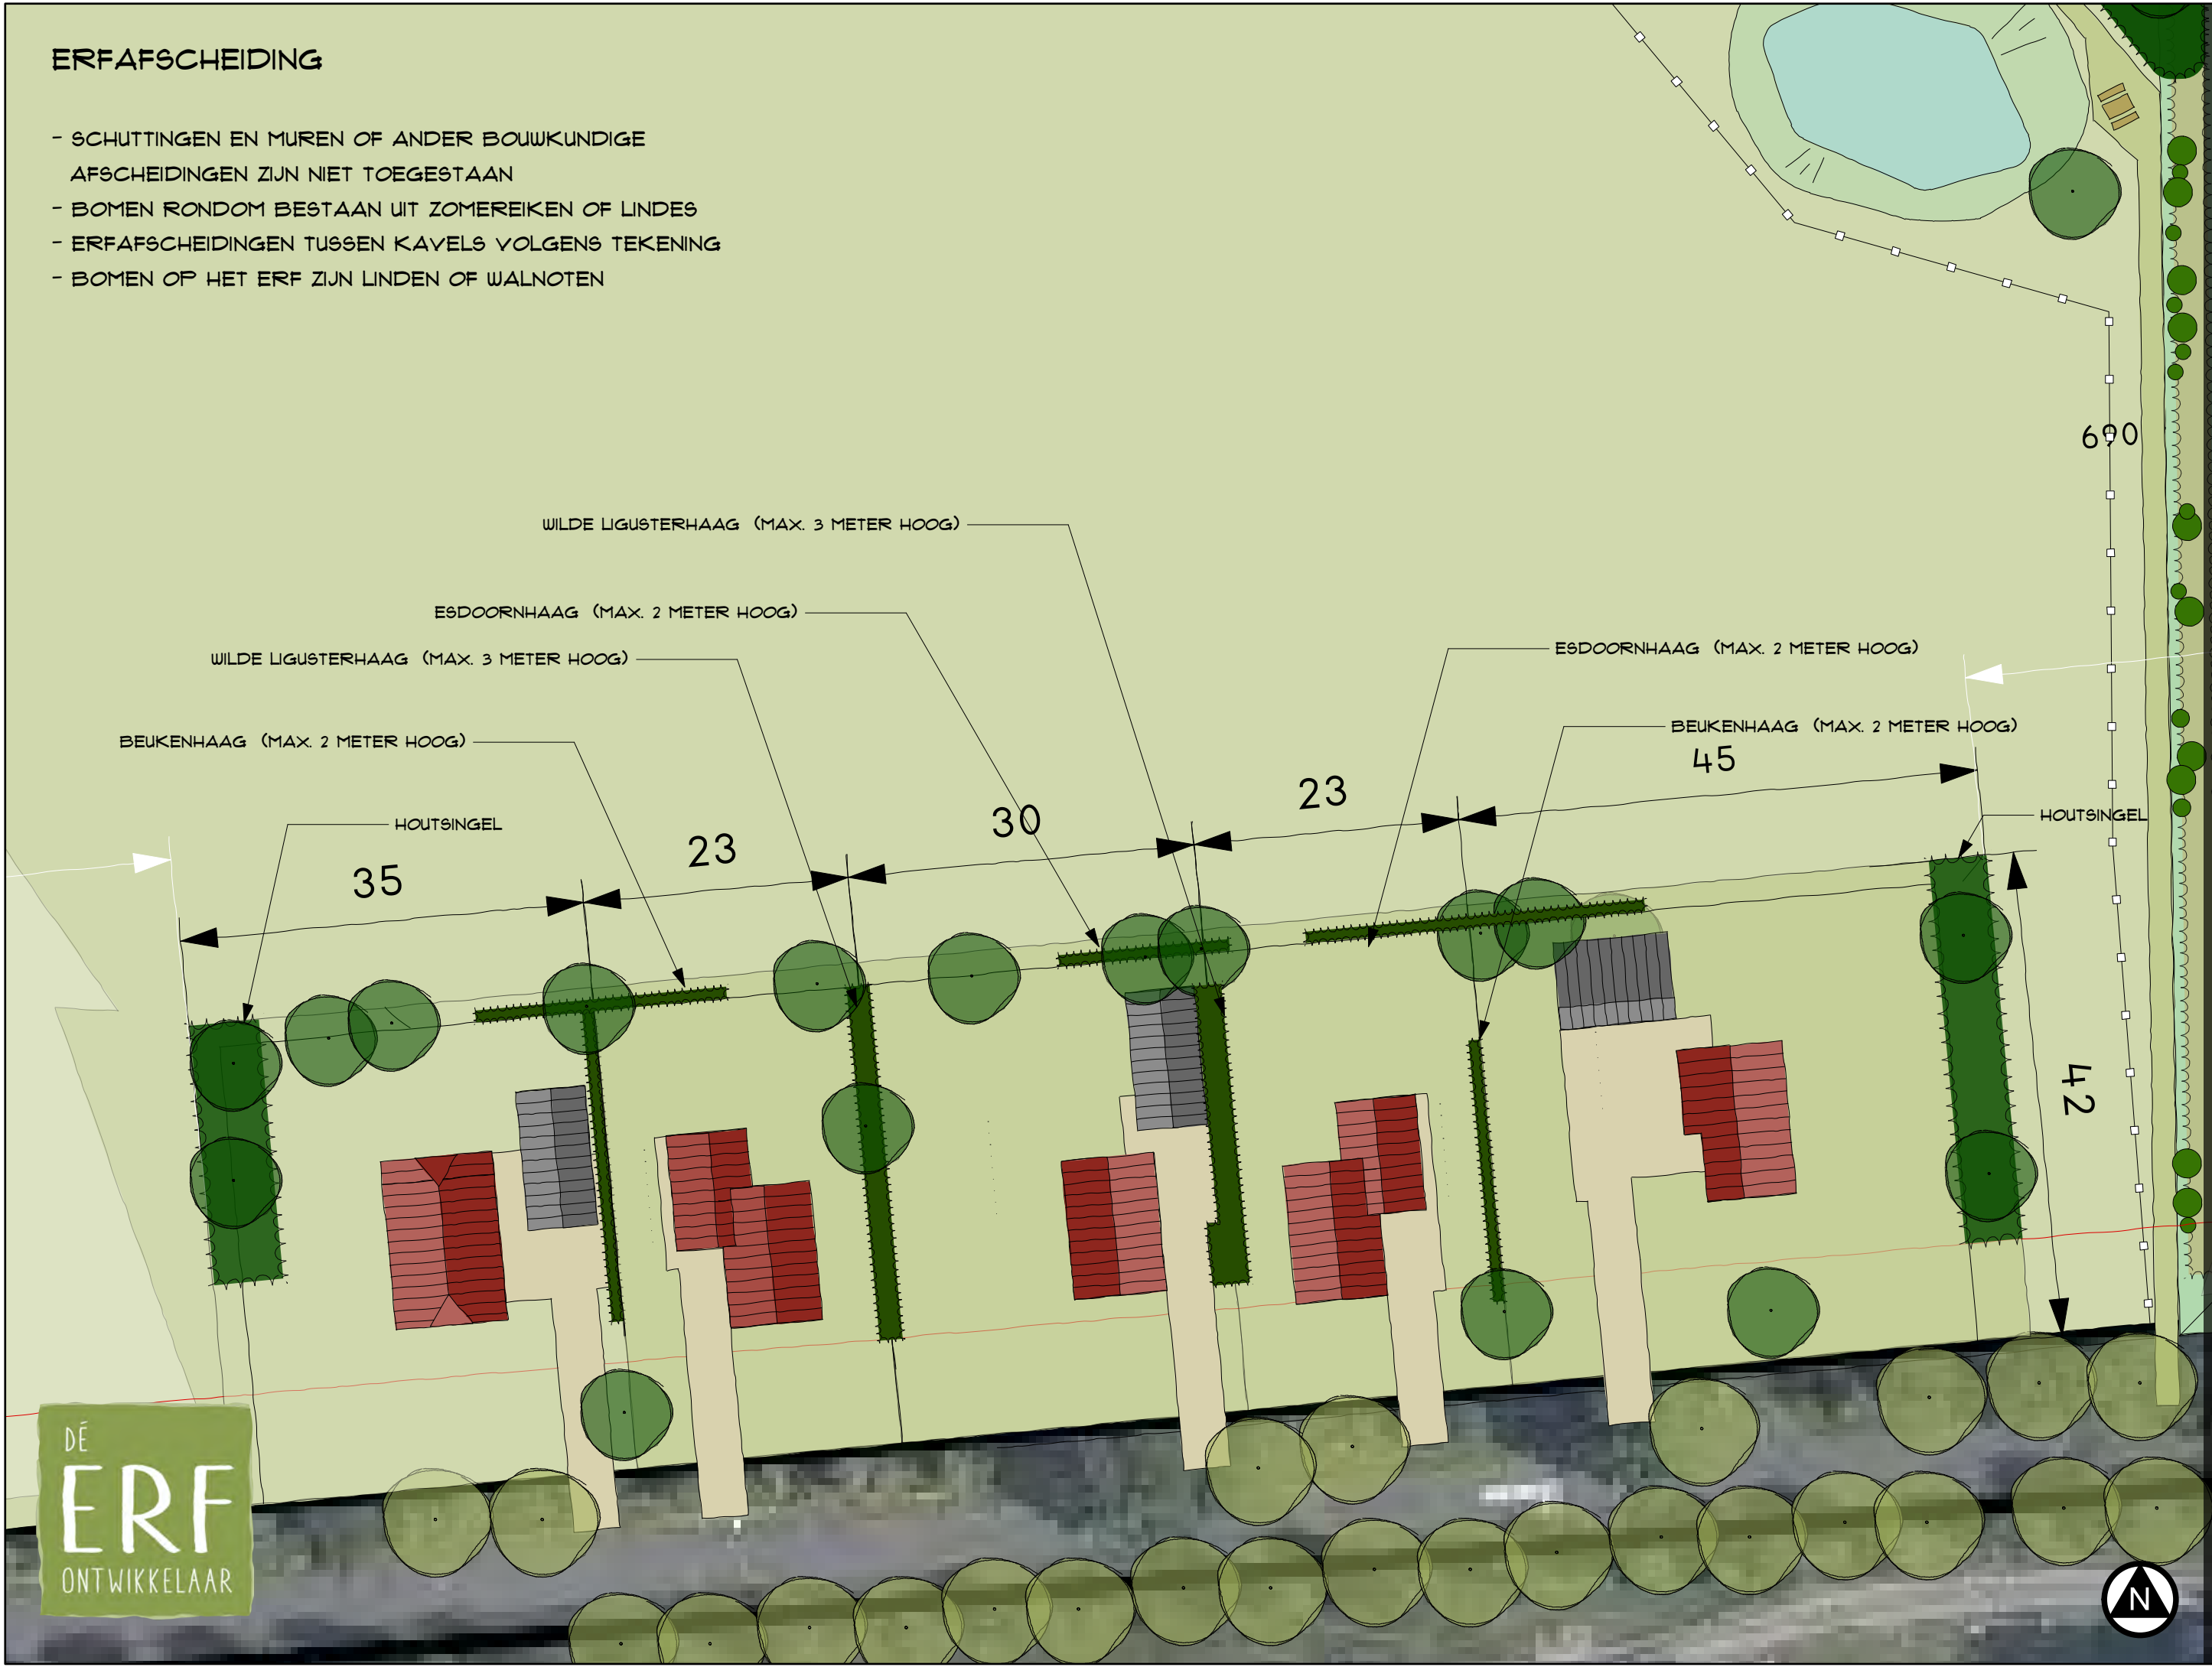 ERFAFSCHEIDING
- SCHUTTINGEN EN MUREN OF ANDER BOUWKUNDIGE
AFSCHEIDINGEN ZIJN NIET TOEGESTAAN
- BOMEN RONDOM BESTAAN UIT ZOMEREIKEN OF LINDES
- ERFAFSCHEIDINGEN TUSSEN KAVELS VOLGENS TEKENING
- BOMEN OP HET ERF ZIJN LINDEN OF WALNOTEN
690
WILDE LIGUSTERHAAG (MAX. 3 METER HOOG)
ESDOORNHAAG (MAX. 2 METER HOOG)
WILDE LIGUSTERHAAG (MAX. 3 METER HOOG)
ESDOORNHAAG (MAX. 2 METER HOOG)
BEUKENHAAG (MAX. 2 METER HOOG)
BEUKENHAAG (MAX. 2 METER HOOG)
HOUTSINGEL
HOUTSINGEL
35
23
30
23
45
42
DÉ
ERF
ONTWIKKELAAR
N